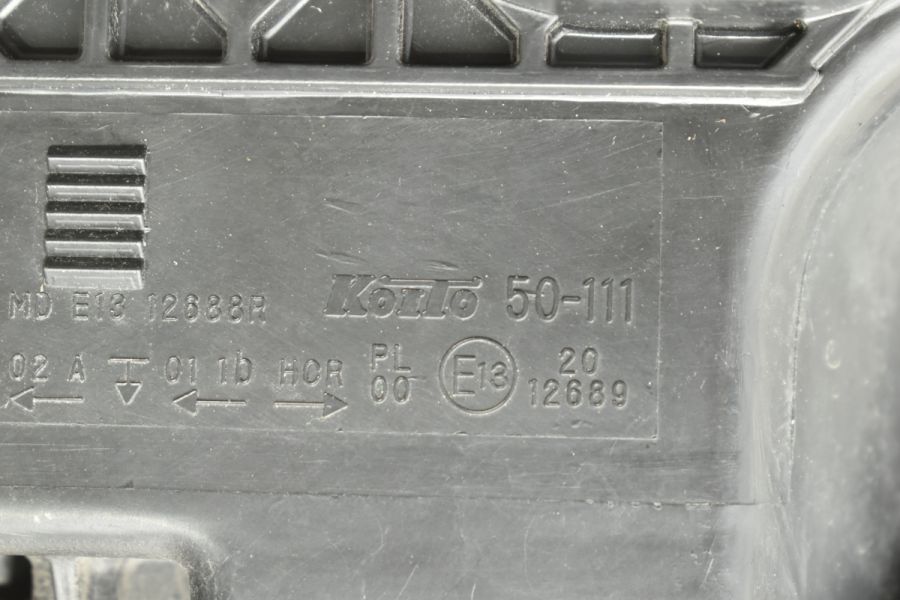 MD E13 12688R
KoiTo 50-111
02 A 01 1b HCR
PL
00
E13
20
12689